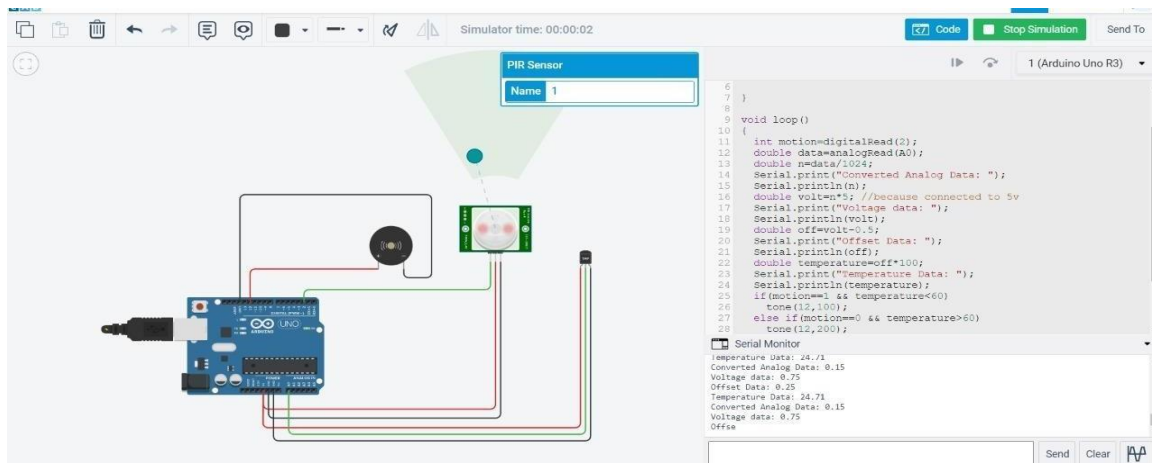 Simulator time: 00:00:02
Code
Stop Simulation
Send To
PIR Sensor
Name 1
1 (Arduino Uno R3)
6
7 }
8
9 void loop()
10 {
11 int motion=digitalRead(2);
12 double data=analogRead(A0);
13 double n=data/1024;
14 Serial.print("Converted Analog Data: ");
15 Serial.println(n);
16 double volt=n*5; //because connected to 5v
17 Serial.print("Voltage data: ");
18 Serial.println(volt);
19 double off=volt-0.5;
20 Serial.print("Offset Data: ");
21 Serial.println(off);
22 double temperature=off*100;
23 Serial.print("Temperature Data: ");
24 Serial.println(temperature);
25 if(motion==1 && temperature<60)
26 tone(12,100);
27 else if(motion==0 && temperature>60)
28 tone(12,200);
UNO
ARDUINO
Serial Monitor
Temperature Data: 24.71
Converted Analog Data: 0.15
Voltage data: 0.75
Offset Data: 0.25
Temperature Data: 24.71
Converted Analog Data: 0.15
Voltage data: 0.75
Offse
Send
Clear